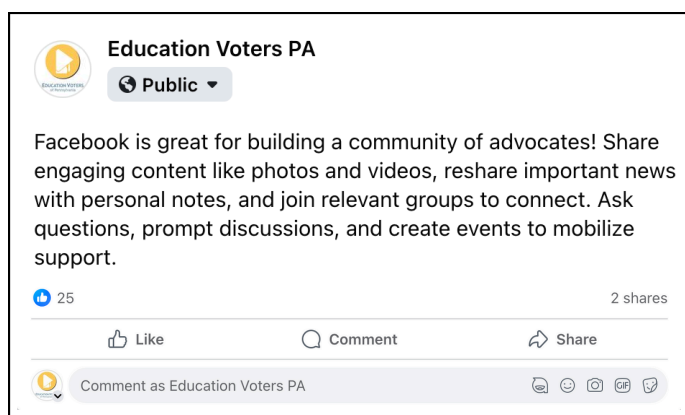 Education Voters PA
Public
Facebook is great for building a community of advocates! Share
engaging content like photos and videos, reshare important news
with personal notes, and join relevant groups to connect. Ask
questions, prompt discussions, and create events to mobilize
support.
25
2 shares
Like
Comment
Share
Comment as Education Voters PA
GIF
EDUCATION VOTERS